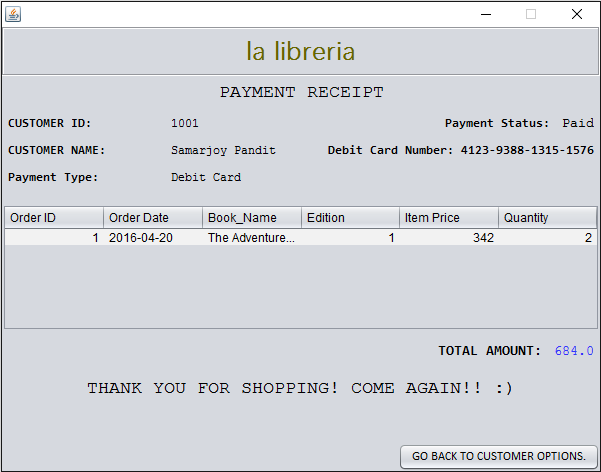 la libreria
PAYMENT RECEIPT
CUSTOMER ID: 1001 Payment Status: Paid
CUSTOMER NAME: Samarjoy Pandit Debit Card Number: 4123-9388-1315-1576
Payment Type: Debit Card
Order ID Order Date Book_Name Edition Item Price Quantity
1 2016-04-20 The Adventure... 1 342 2
TOTAL AMOUNT: 684.0
THANK YOU FOR SHOPPING! COME AGAIN!! :)
GO BACK TO CUSTOMER OPTIONS.